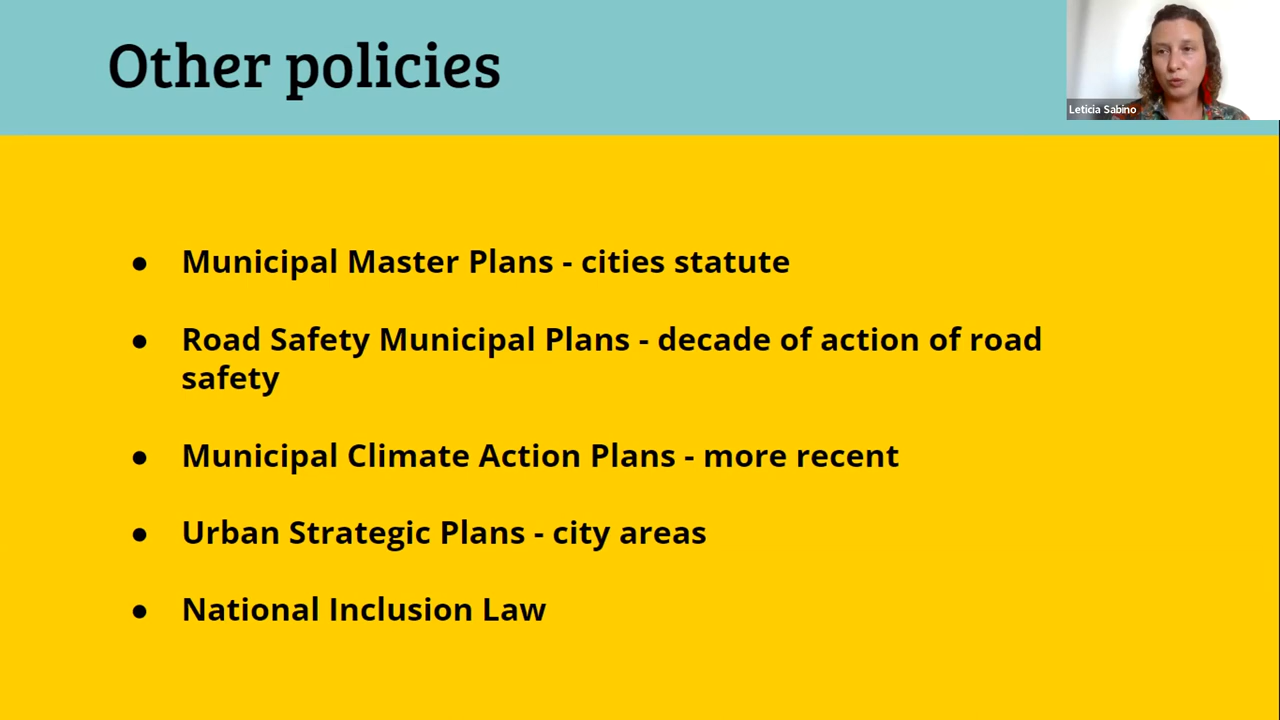 Other policies
Leticia Sabino
● Municipal Master Plans - cities statute
● Road Safety Municipal Plans - decade of action of road
safety
● Municipal Climate Action Plans - more recent
● Urban Strategic Plans - city areas
● National Inclusion Law